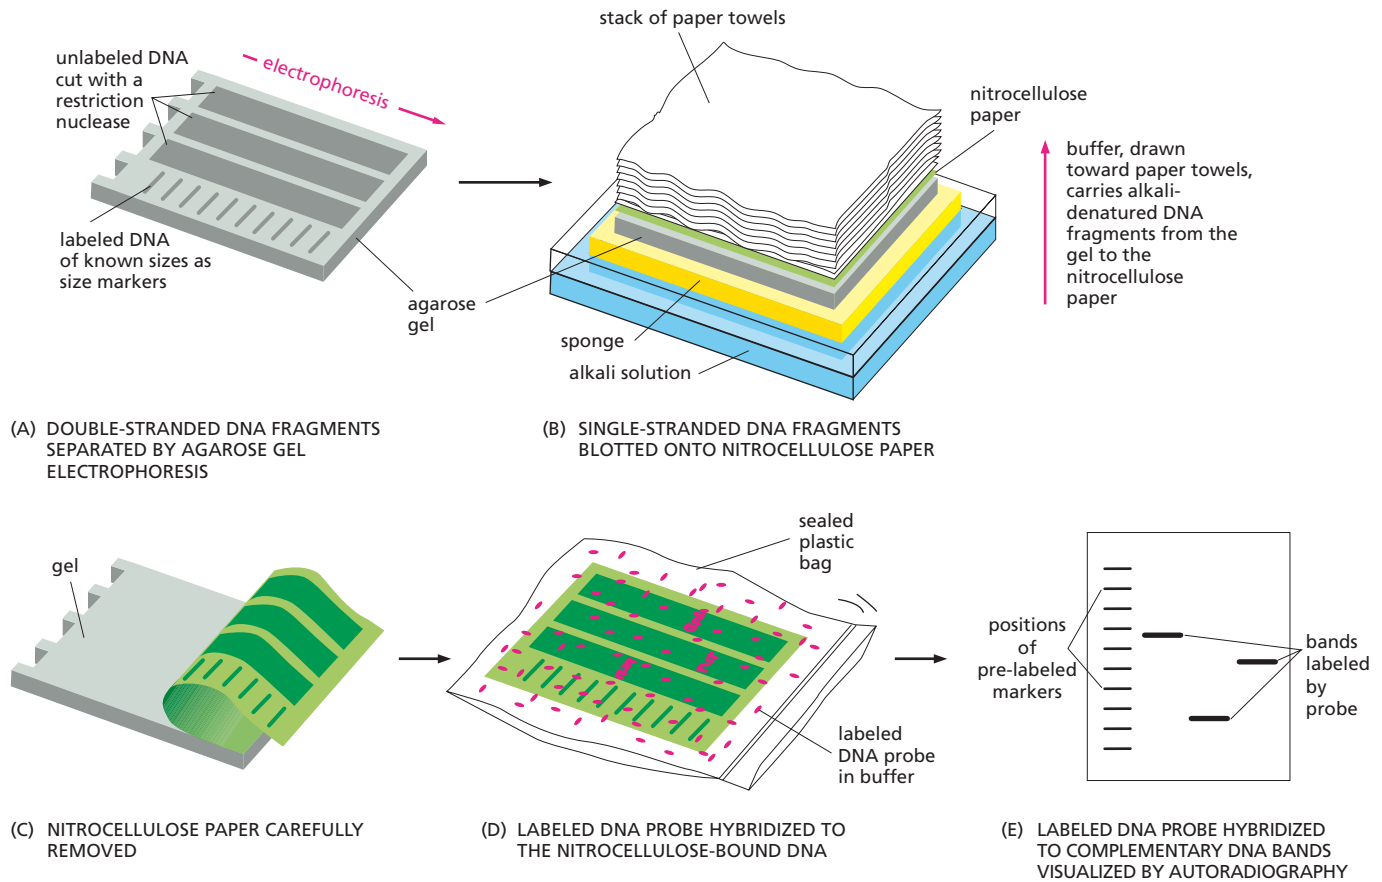 unlabeled DNA
cut with a
restriction
nuclease
electrophoresis
labeled DNA
of known sizes as
size markers
agarose
gel
stack of paper towels
nitrocellulose
paper
buffer, drawn
toward paper towels,
carries alkali-
denatured DNA
fragments from the
gel to the
nitrocellulose
paper
sponge
alkali solution
(A) DOUBLE-STRANDED DNA FRAGMENTS
SEPARATED BY AGAROSE GEL
ELECTROPHORESIS
(B) SINGLE-STRANDED DNA FRAGMENTS
BLOTTED ONTO NITROCELLULOSE PAPER
gel
sealed
plastic
bag
labeled
DNA probe
in buffer
positions
of
pre-labeled
markers
bands
labeled
by
probe
(C) NITROCELLULOSE PAPER CAREFULLY
REMOVED
(D) LABELED DNA PROBE HYBRIDIZED TO
THE NITROCELLULOSE-BOUND DNA
(E) LABELED DNA PROBE HYBRIDIZED
TO COMPLEMENTARY DNA BANDS
VISUALIZED BY AUTORADIOGRAPHY